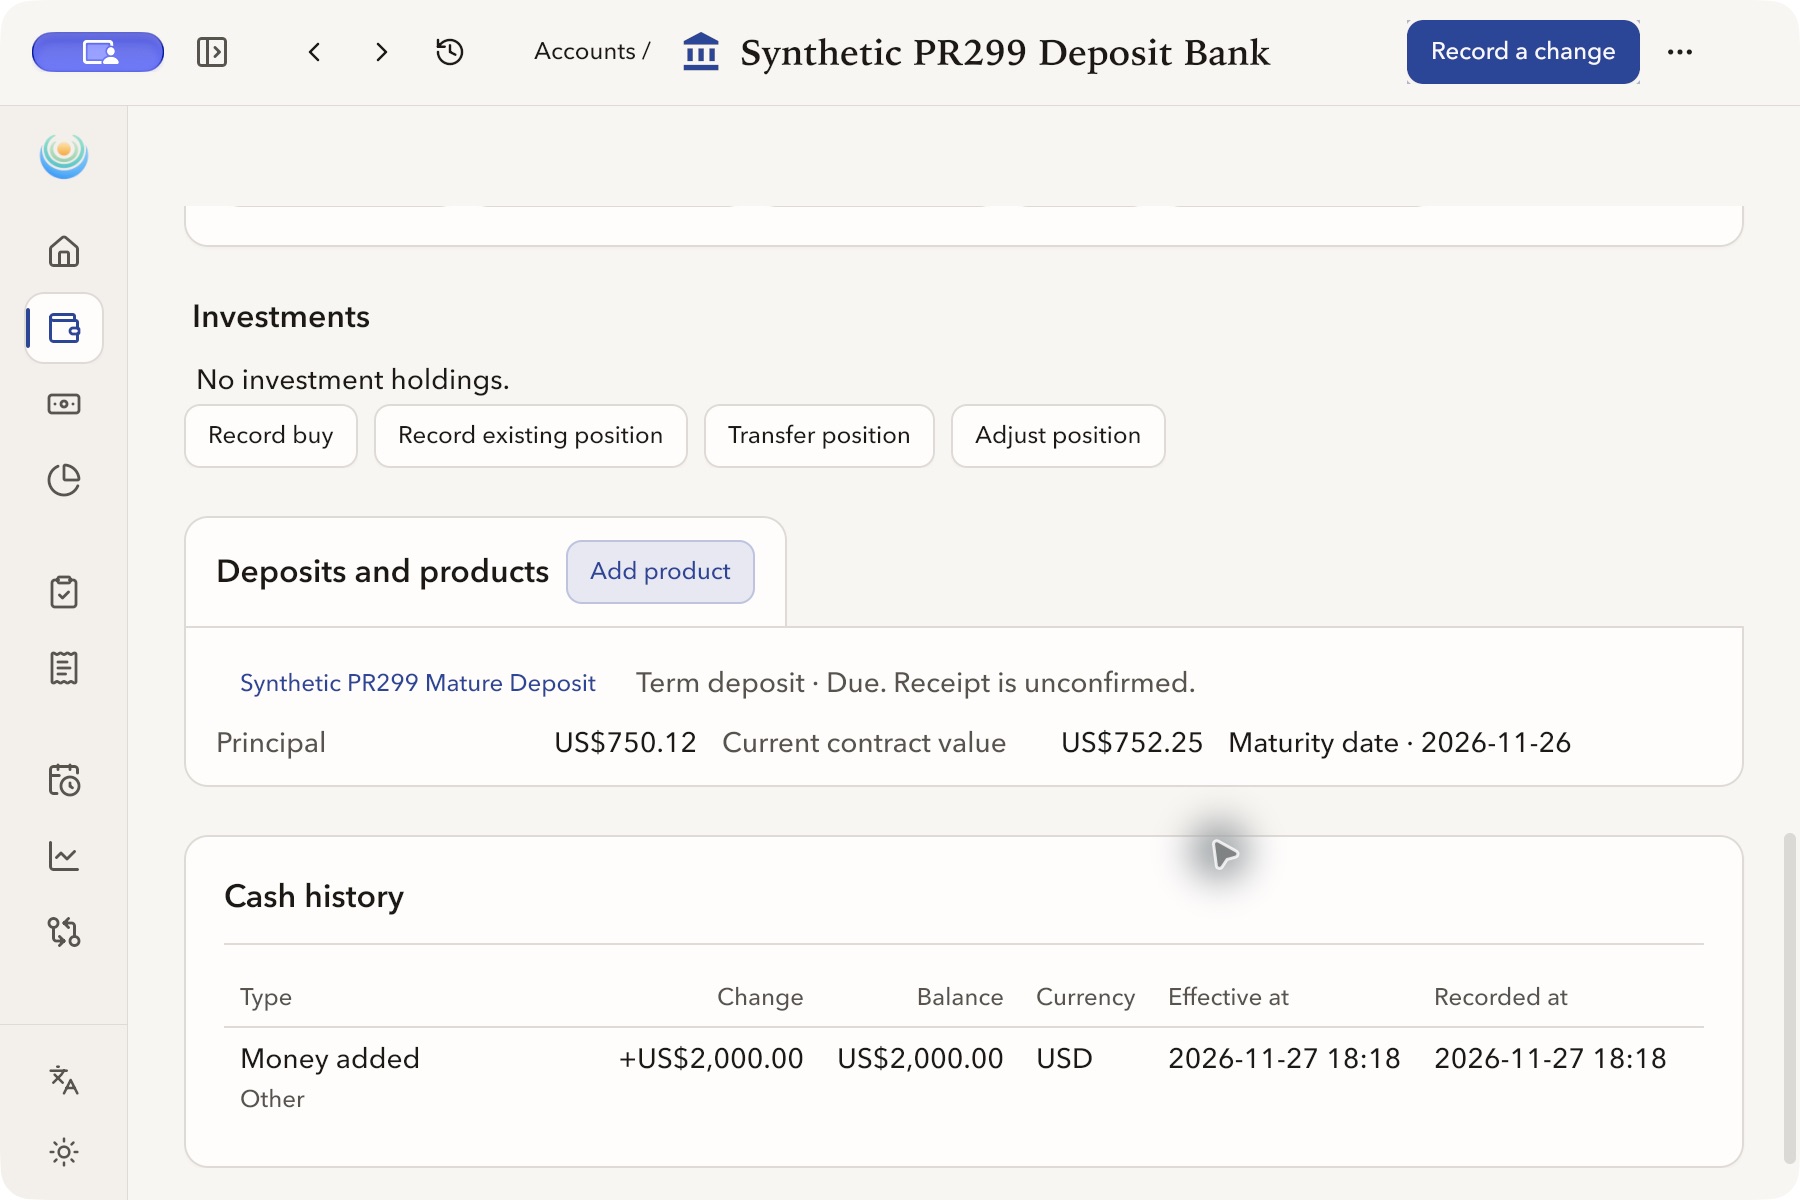 Accounts /
Synthetic PR299 Deposit Bank
Record a change
Investments
No investment holdings.
Record buy
Record existing position
Transfer position
Adjust position
Deposits and products
Add product
Synthetic PR299 Mature Deposit
Term deposit · Due. Receipt is unconfirmed.
Principal US$750.12 Current contract value US$752.25 Maturity date · 2026-11-26
Cash history
Type Change Balance Currency Effective at Recorded at
Money added +US$2,000.00 US$2,000.00 USD 2026-11-27 18:18 2026-11-27 18:18
Other